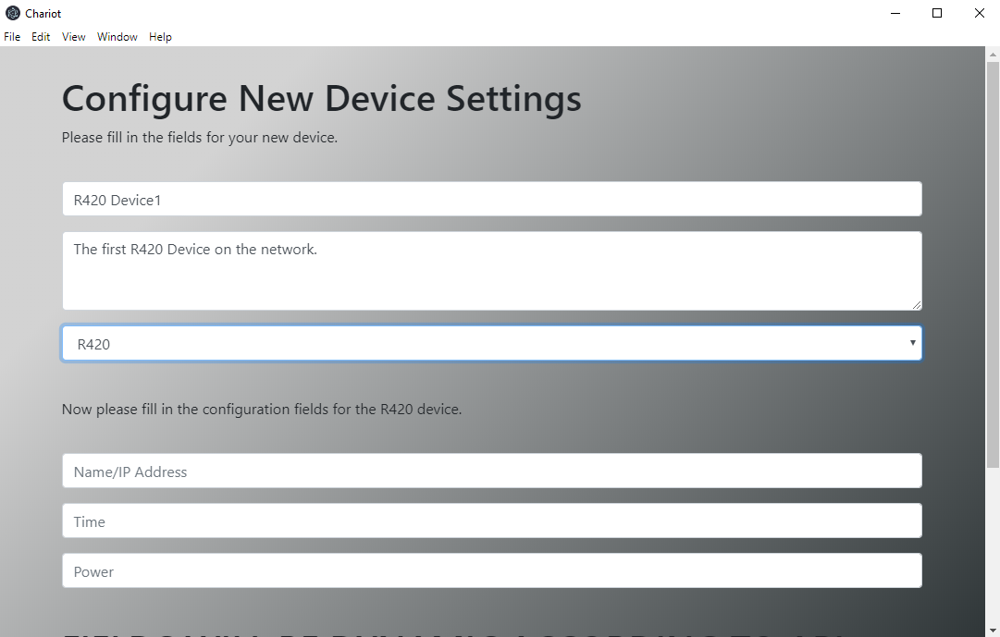 Chariot
File Edit View Window Help
Configure New Device Settings
Please fill in the fields for your new device.
R420 Device1
The first R420 Device on the network.
R420
Now please fill in the configuration fields for the R420 device.
Name/IP Address
Time
Power